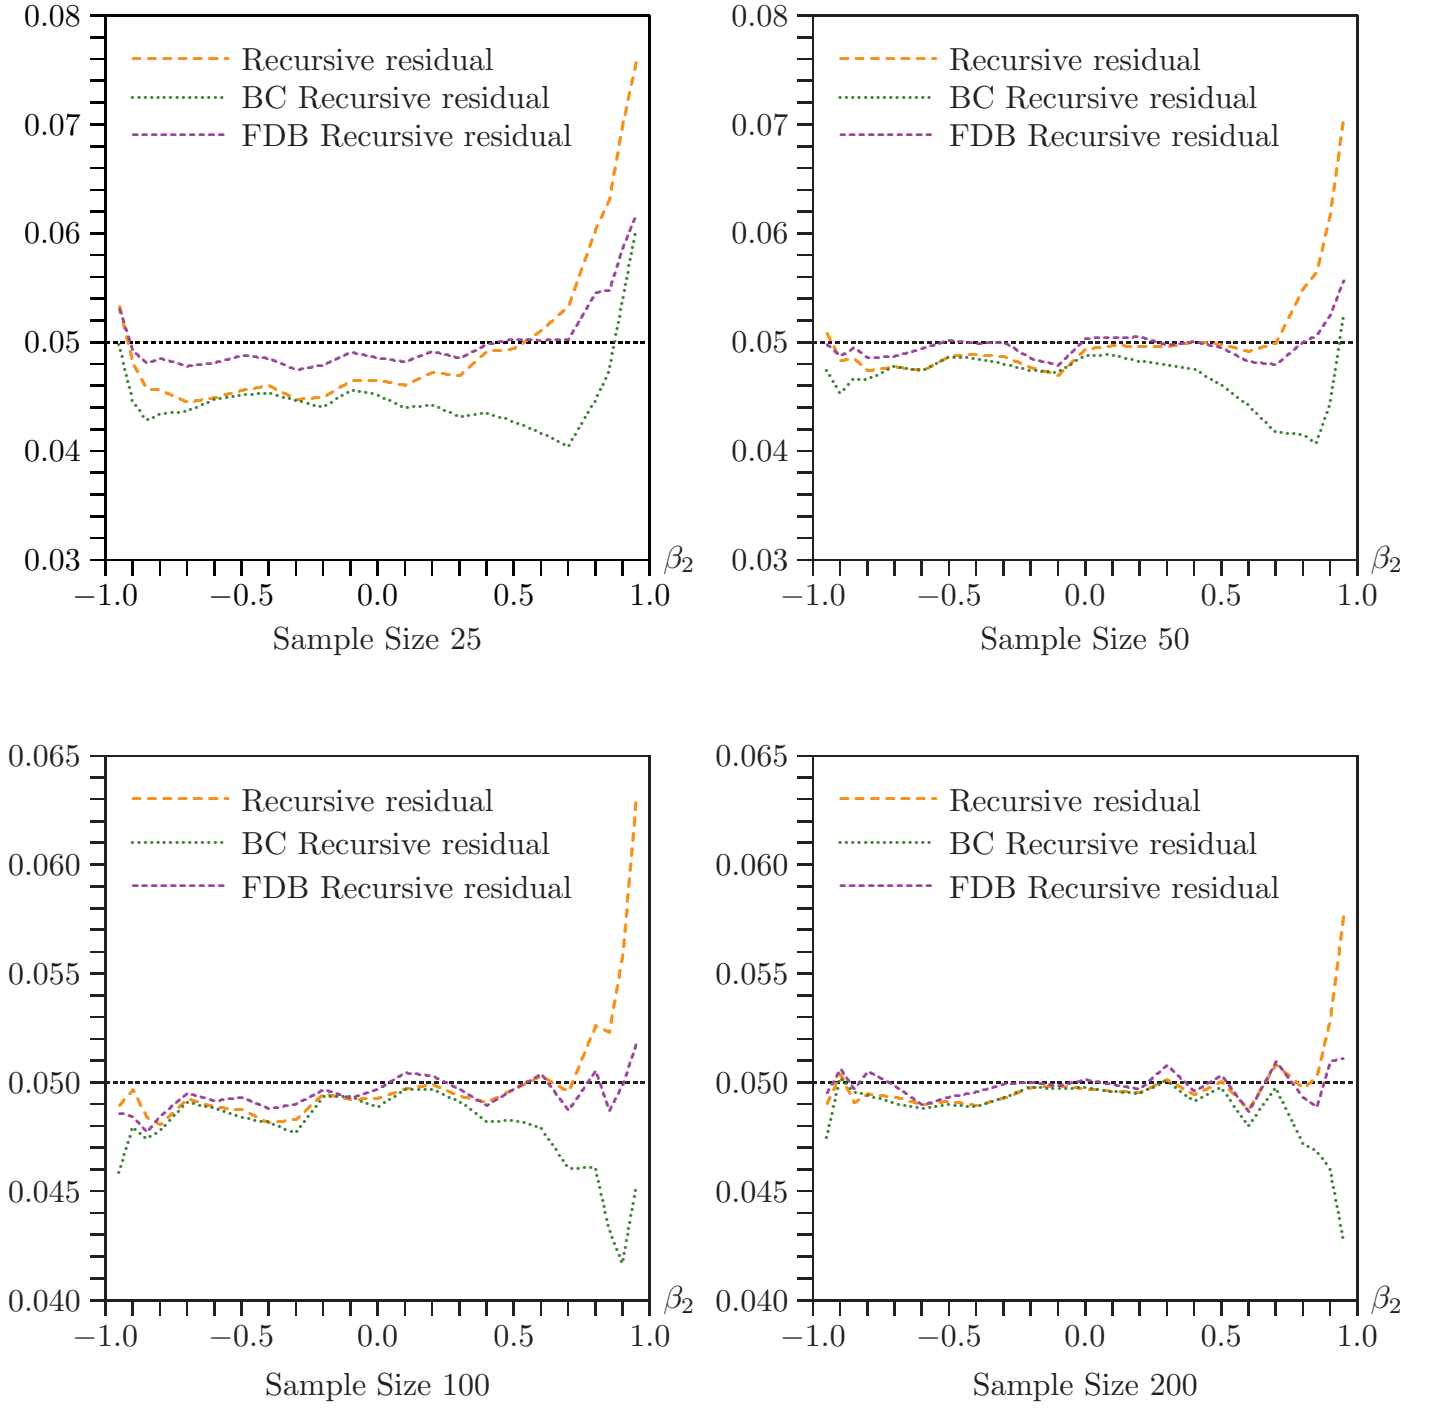 0.08
Recursive residual
BC Recursive residual
0.07
FDB Recursive residual
0.06
0.05
0.04
0.03
β2
−1.0 −0.5 0.0 0.5 1.0
Sample Size 25
0.08
Recursive residual
BC Recursive residual
0.07
FDB Recursive residual
0.06
0.05
0.04
0.03
β2
−1.0 −0.5 0.0 0.5 1.0
Sample Size 50
0.065
Recursive residual
BC Recursive residual
0.060
FDB Recursive residual
0.055
0.050
0.045
0.040
β2
−1.0 −0.5 0.0 0.5 1.0
Sample Size 100
0.065
Recursive residual
BC Recursive residual
0.060
FDB Recursive residual
0.055
0.050
0.045
0.040
β2
−1.0 −0.5 0.0 0.5 1.0
Sample Size 200